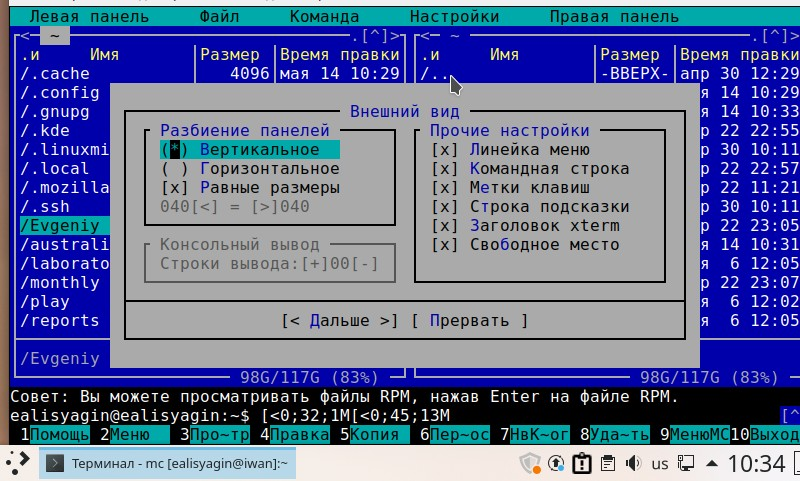 Левая панель Файл Команда Настройки Правая панель
<- ~ .[^]> <- ~ .[^]>
.и Имя Размер Время правки .и Имя Размер Время правки
/.cache 4096 мая 14 10:29 /.. -ВВЕРХ- апр 30 12:29
/.config я 14 10:29
/.gnupg Внешний вид я 14 10:33
/.kde Разбиение панелей Прочие настройки р 22 22:55
/.linuxmi (*) Вертикальное [x] Линейка меню р 30 10:11
/.local ( ) Горизонтальное [x] Командная строка р 22 22:57
/.mozilla [x] Равные размеры [x] Метки клавиш р 22 11:21
/.ssh 040[<] = [>]040 [x] Строка подсказки р 30 10:11
/Evgeniy [x] Заголовок xterm р 22 23:05
/australi Консольный вывод [x] Свободное место я 14 10:31
/laborato Строки вывода:[+]00[-] я 6 12:05
/monthly р 22 23:07
/play я 6 12:02
/reports [< Дальше >] [ Прервать ] я 6 12:05
/Evgeniy
98G/117G (83%) 98G/117G (83%)
Совет: Вы можете просматривать файлы RPM, нажав Enter на файле RPM.
ealisyagin@ealisyagin:~$ [<0;32;1M[<0;45;13M [^
1Помощь 2Меню 3Про~тр 4Правка 5Копия 6Пер~ос 7НвК~ог 8Уда~ть 9МенюМС 10Выход
Терминал - mc [ealisyagin@iwan]:~ us 10:34